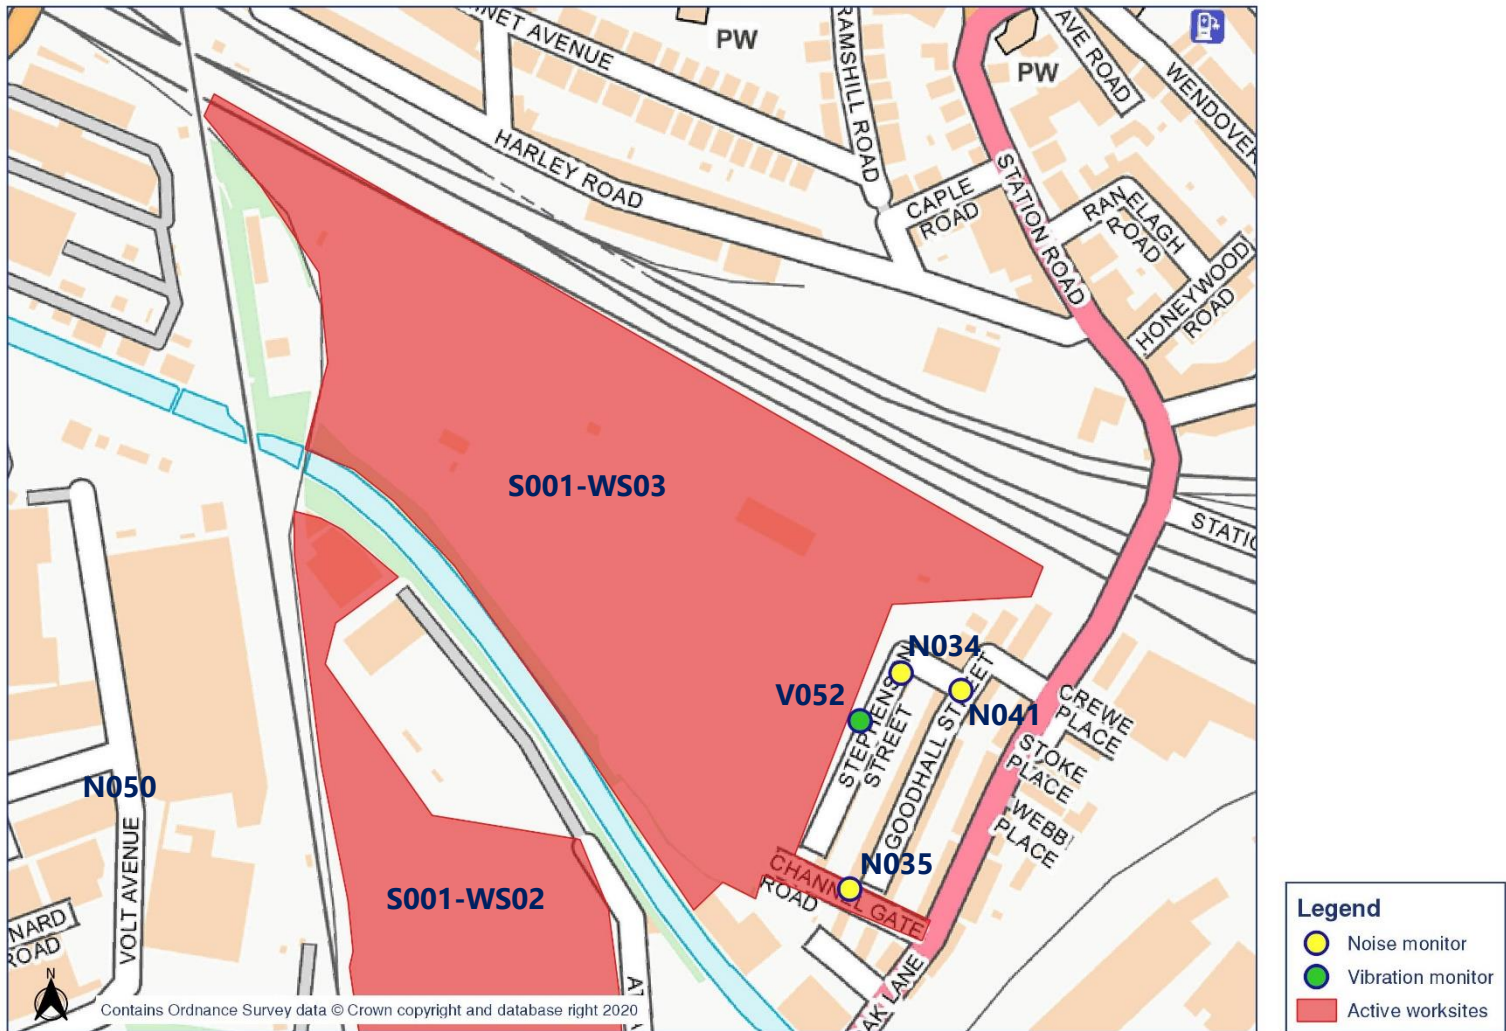 NET AVENUE
PW
RAMSHILL ROAD
PW
AVE ROAD
WENDOVER
HARLEY ROAD
CAPLE
ROAD
STATION ROAD
RANELAGH
ROAD
HONEYWOOD
ROAD
S001-WS03
STATIO
N034
V052
N041
STEPHENSON
STREET
GOODHALL STREET
CREWE
PLACE
STOKE
PLACE
WEBB
PLACE
N050
VOLT AVENUE
N035
CHANNEL GATE
ROAD
S001-WS02
NARD
ROAD
AK LANE
AT
N
Contains Ordnance Survey data © Crown copyright and database right 2020
Legend
Noise monitor
Vibration monitor
Active worksites